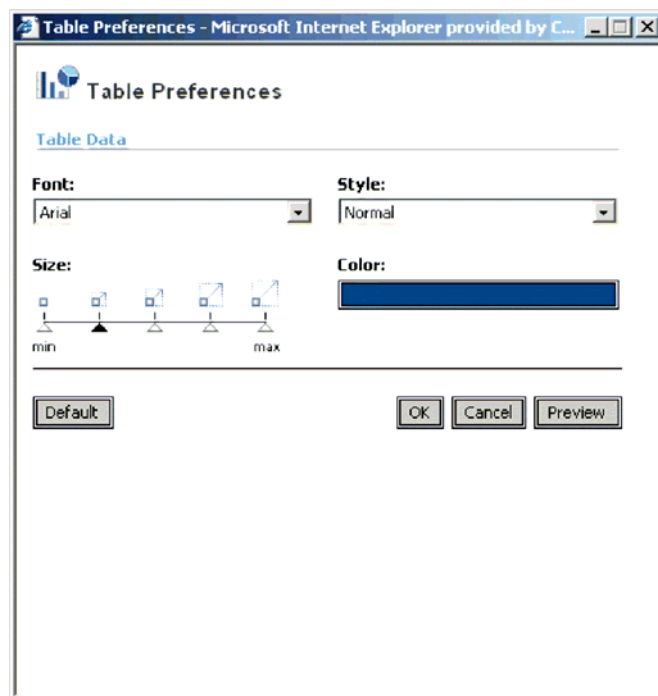 Table Preferences - Microsoft Internet Explorer provided by C...
Table Preferences
Table Data
Font:
Style:
Arial
Normal
Size:
Color:
min
max
Default
OK
Cancel
Preview